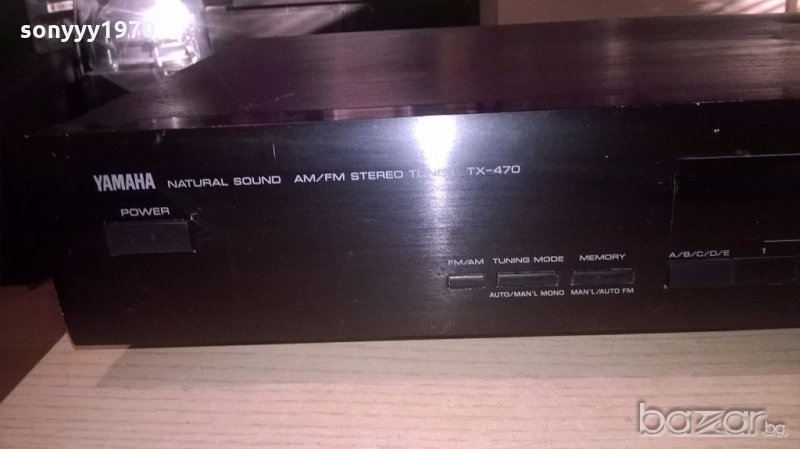 sonyyy1970
YAMAHA NATURAL SOUND AM/FM STEREO TUNER TX-470
POWER
FM/AM TUNING MODE MEMORY A/B/C/D/E 1
AUTO/MAN'L MONO MAN'L/AUTO FM
bazar.bg